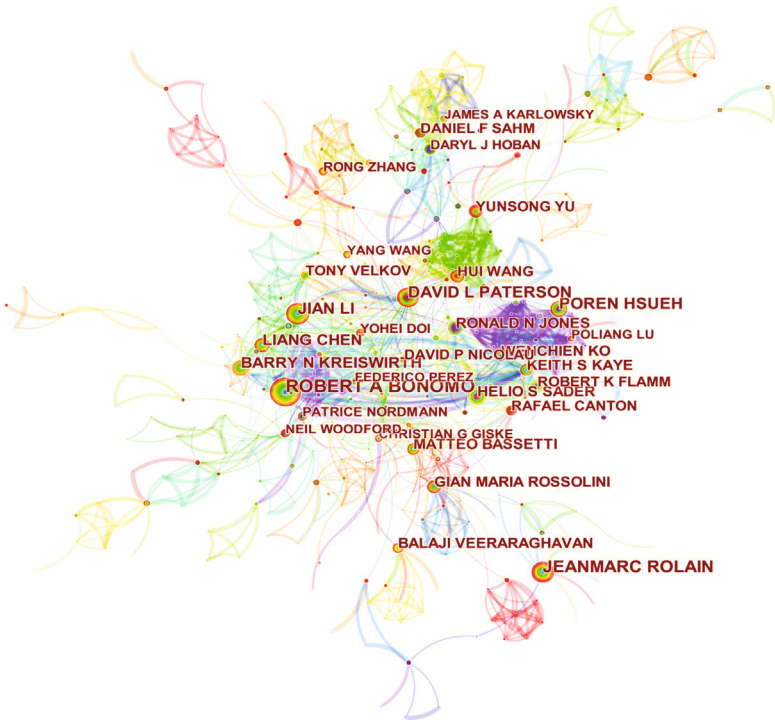 JAMES A KARLOWSKY
DANIEL F SAHM
DARYL J HOBAN
RONG ZHANG
YUNSONG YU
YANG WANG
TONY VELKOV
HUI WANG
DAVID L PATERSON
POREN HSUEH
JIAN LI
RONALD N JONES
YOHEI DOI
POLIANG LU
LIANG CHEN
DAVID P NICOLAU
CHIEN KO
BARRY N KREISWIRTH
KEITH S KAYE
FEDERICO PEREZ
ROBERT A BONOMO
ROBERT K FLAMM
HELIO S SADER
RAFAEL CANTON
PATRICE NORDMANN
NEIL WOODFORD
CHRISTIAN G GISKE
MATTEO BASSETTI
GIAN MARIA ROSSOLINI
BALAJI VEERARAGHAVAN
JEANMARC ROLAIN